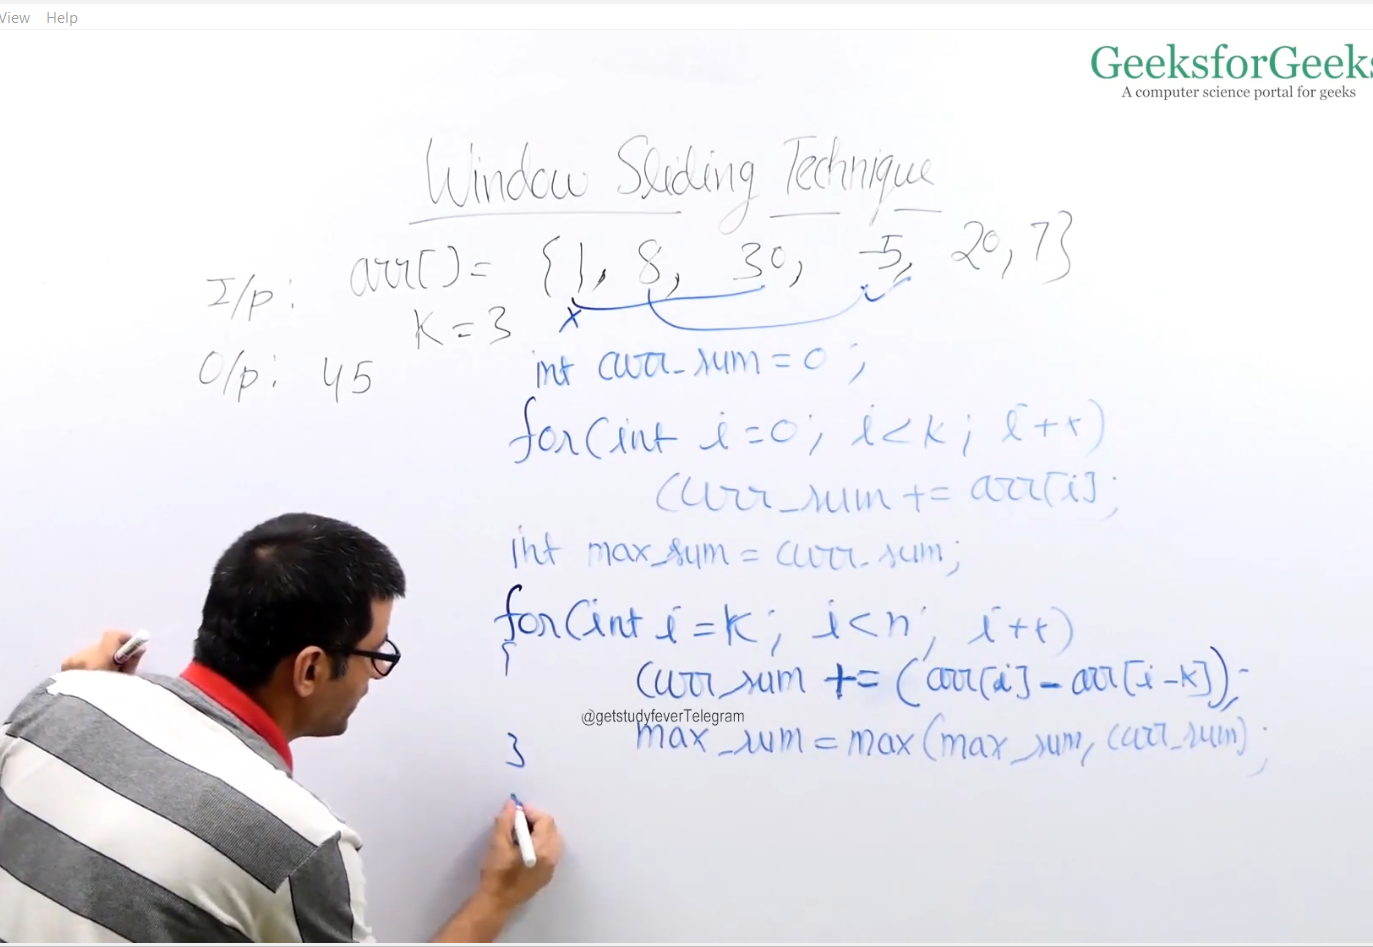 View Help
GeeksforGeeks
A computer science portal for geeks
Window Sliding Technique
I/p: arr[] = {1, 8, 30, -5, 20, 7}
K = 3
O/p: 45
int curr_sum = 0;
for(int i=0; i<k; i++)
curr_sum += arr[i];
int max_sum = curr_sum;
for(int i=k; i<n; i++)
{
curr_sum += (arr[i] - arr[i-k]);
@getstudyfeverTelegram
max_sum = max(max_sum, curr_sum);
}